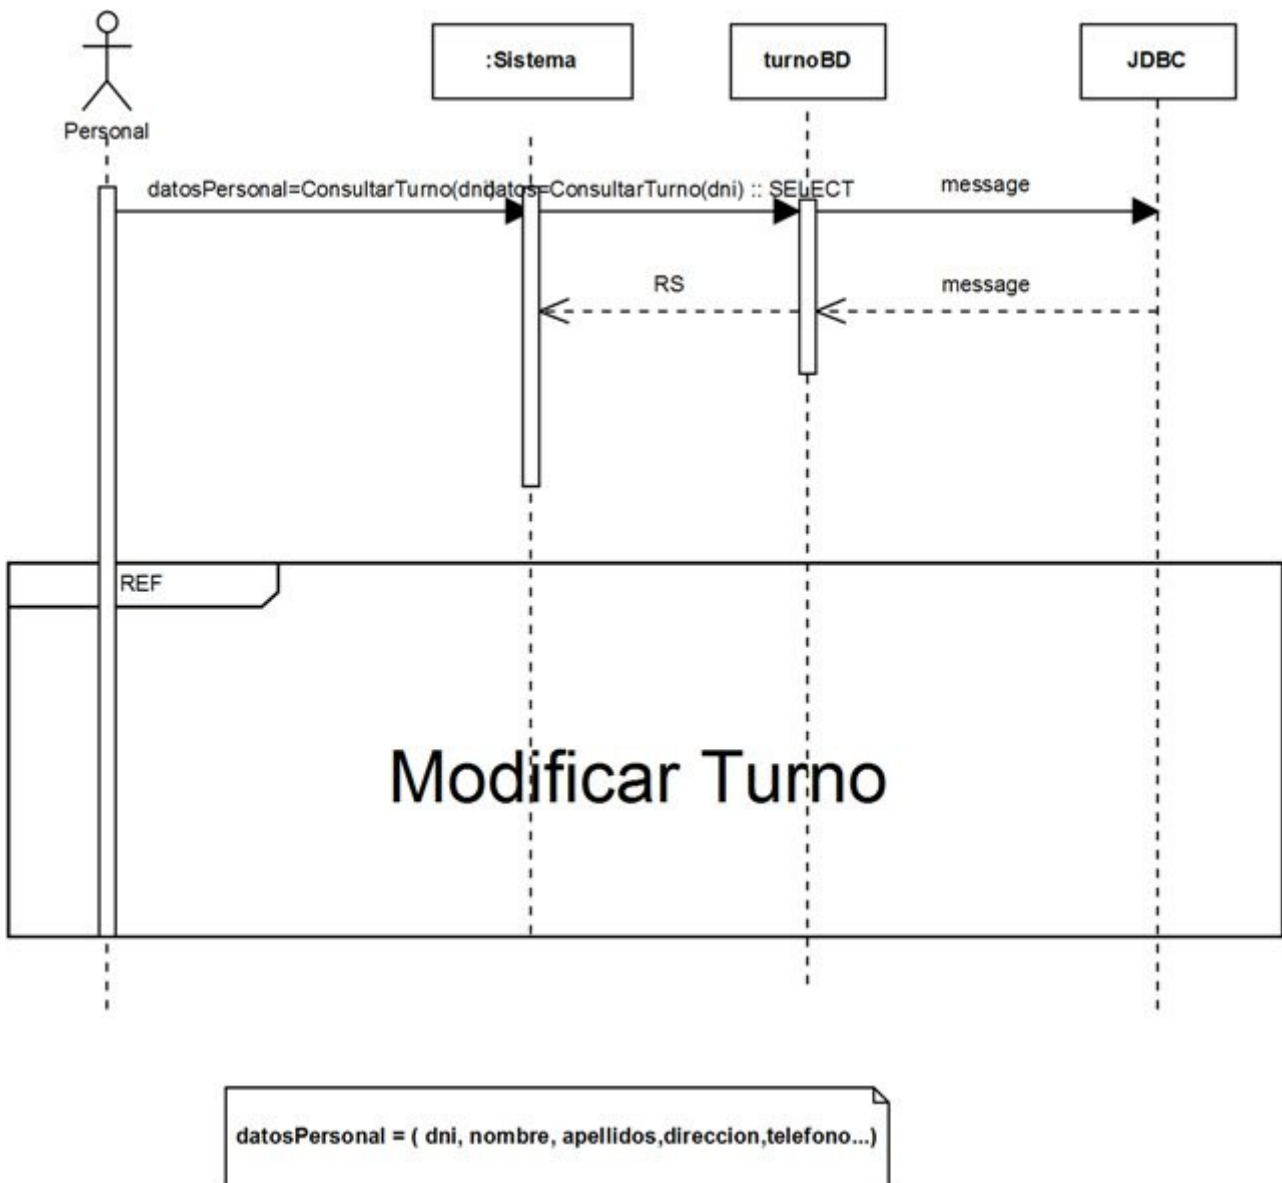 Personal
:Sistema
turnoBD
JDBC
datosPersonal=ConsultarTurno(dni)
datos=ConsultarTurno(dni) :: SELECT
message
RS
message
REF
Modificar Turno
datosPersonal = ( dni, nombre, apellidos,direccion,telefono...)